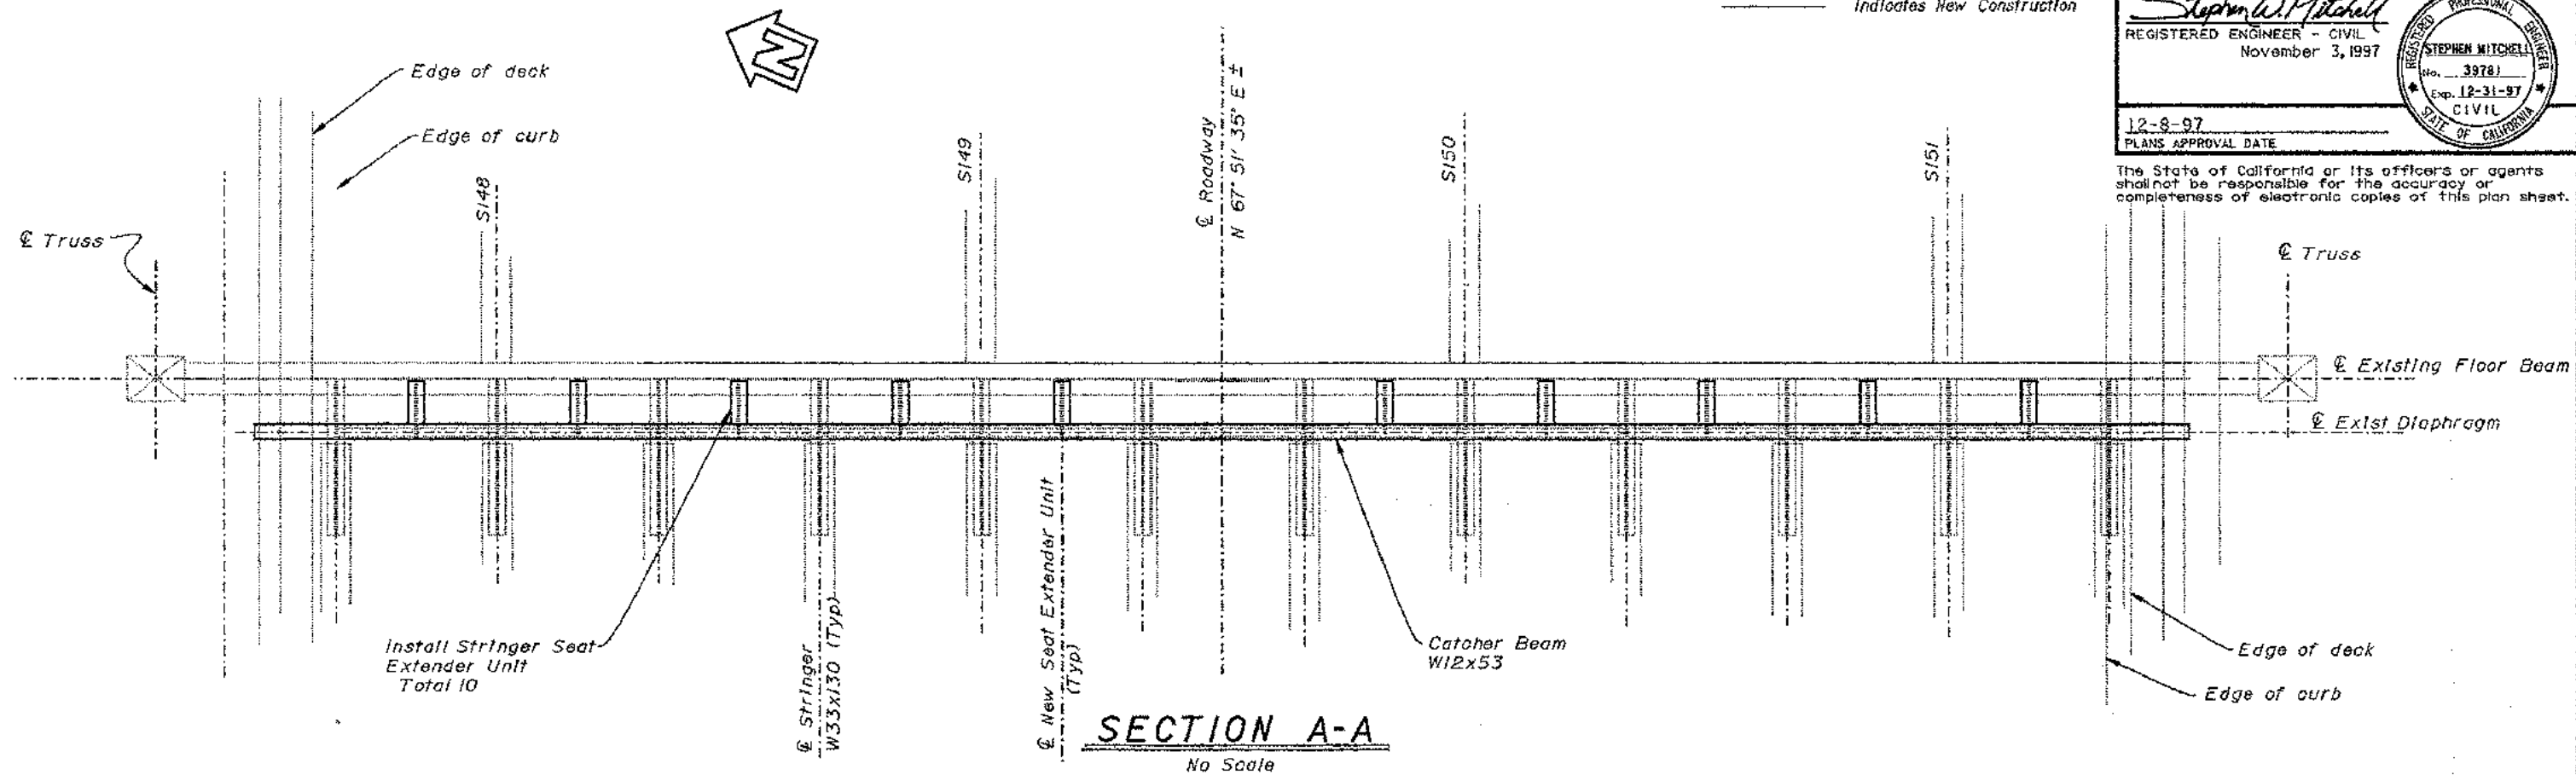 Indicates New Construction
Stephen W. Mitchell
REGISTERED ENGINEER - CIVIL
November 3, 1997
REGISTERED PROFESSIONAL ENGINEER
STEPHEN MITCHELL
No. 39781
Exp. 12-31-97
CIVIL
STATE OF CALIFORNIA
12-8-97
PLANS APPROVAL DATE
The State of California or its officers or agents
shall not be responsible for the accuracy or
completeness of electronic copies of this plan sheet.
N
Edge of deck
Edge of curb
S148
S149
℄ Roadway
N 67° 51' 35" E ±
S150
S151
℄ Truss
℄ Truss
℄ Existing Floor Beam
℄ Exist Diaphragm
Install Stringer Seat
Extender Unit
Total 10
℄ Stringer
W33x130 (Typ)
℄ New Seat Extender Unit
(Typ)
Catcher Beam
W12x53
Edge of deck
Edge of curb
SECTION A-A
No Scale